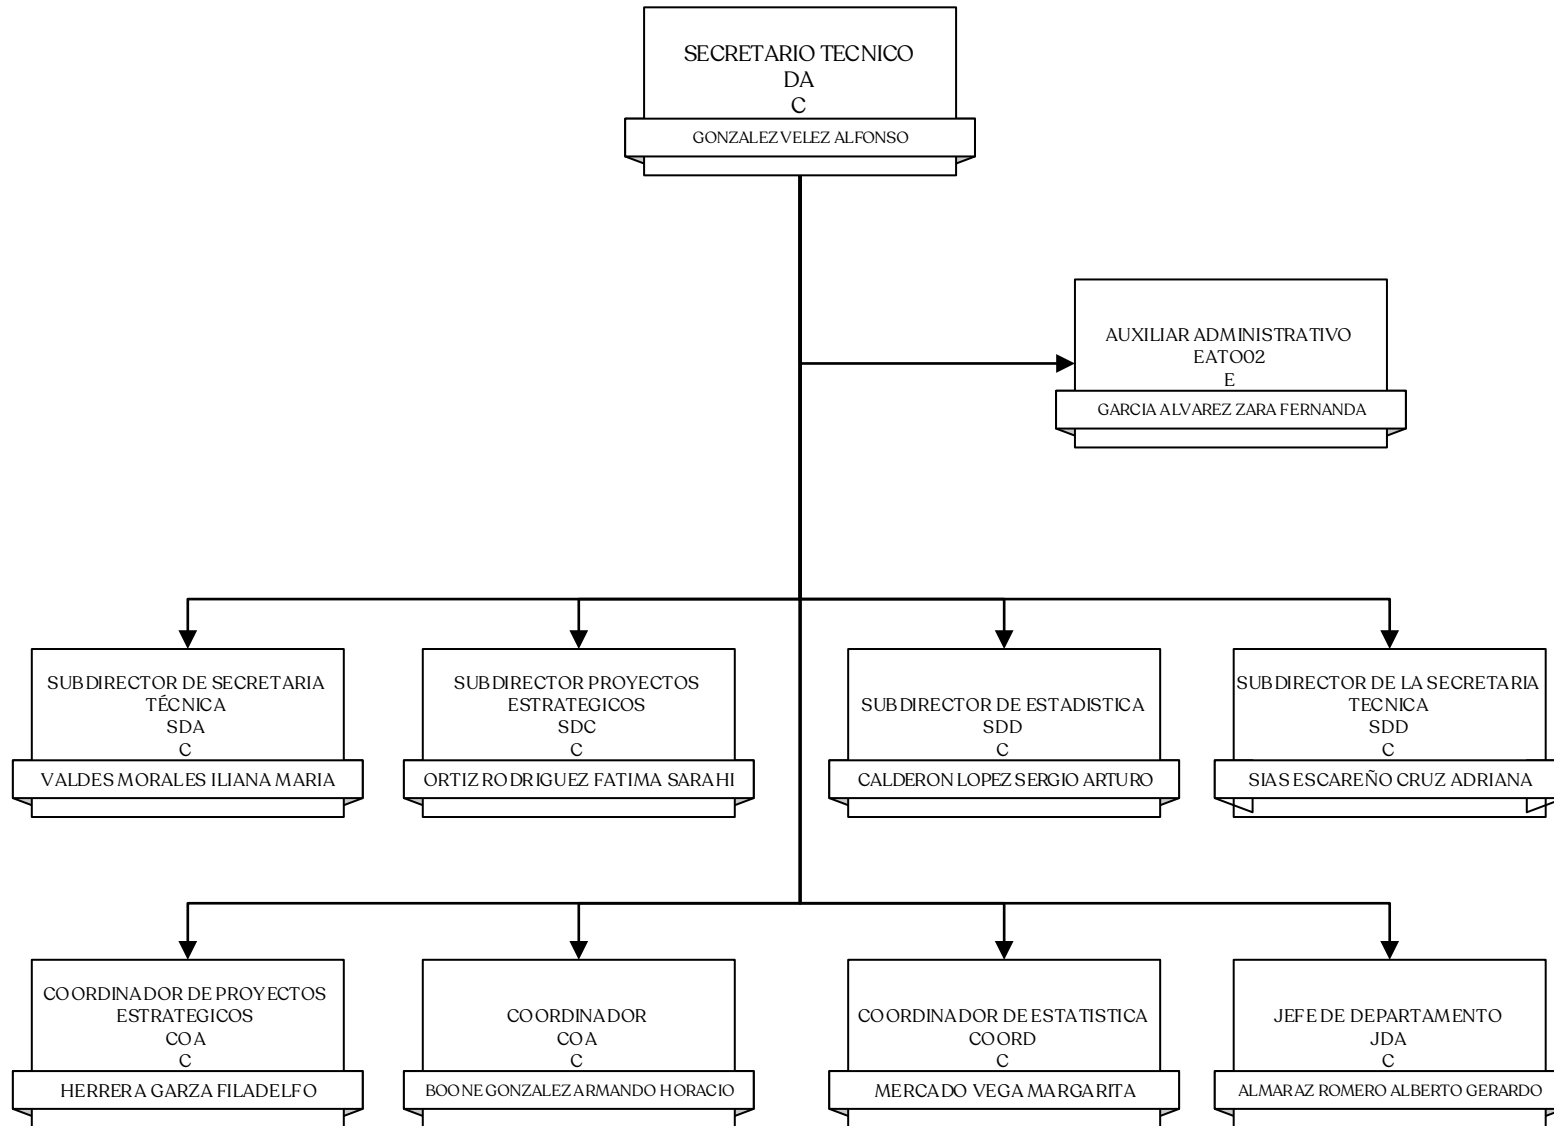 SECRETARIO TECNICO
DA
C
GONZALEZ VELEZ ALFONSO
AUXILIAR ADMINISTRATIVO
EATO02
E
GARCIA ALVAREZ ZARA FERNANDA
SUBDIRECTOR DE SECRETARIA
TÉCNICA
SDA
C
VALDES MORALES ILIANA MARIA
SUBDIRECTOR PROYECTOS
ESTRATEGICOS
SDC
C
ORTIZ RODRIGUEZ FATIMA SARAHI
SUBDIRECTOR DE ESTADISTICA
SDD
C
CALDERON LOPEZ SERGIO ARTURO
SUBDIRECTOR DE LA SECRETARIA
TECNICA
SDD
C
SIAS ESCAREÑO CRUZ ADRIANA
COORDINADOR DE PROYECTOS
ESTRATEGICOS
COA
C
HERRERA GARZA FILADELFO
COORDINADOR
COA
C
BOONE GONZALEZ ARMANDO HORACIO
COORDINADOR DE ESTATISTICA
COORD
C
MERCADO VEGA MARGARITA
JEFE DE DEPARTAMENTO
JDA
C
ALMARAZ ROMERO ALBERTO GERARDO